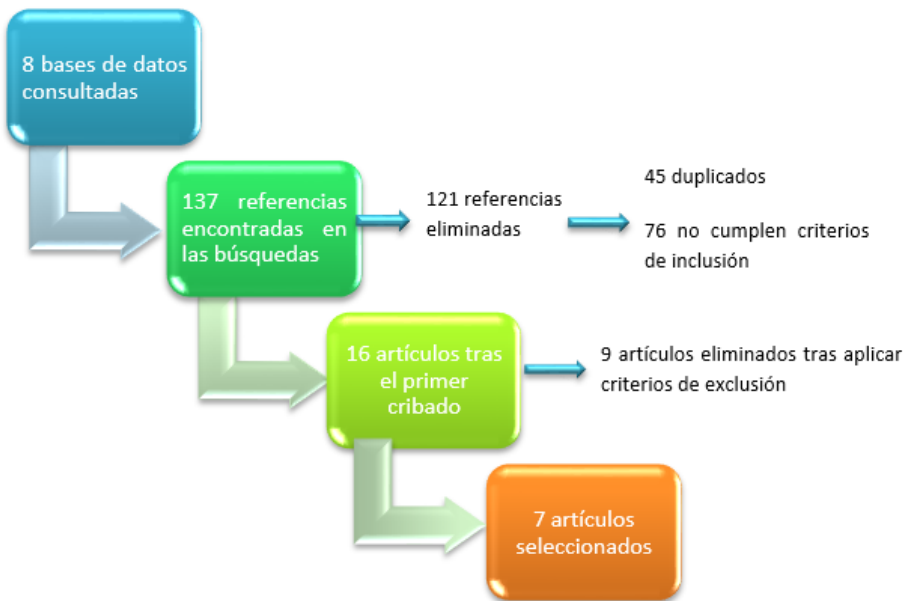 8 bases de datos
consultadas
137 referencias
encontradas en
las búsquedas
121 referencias
eliminadas
45 duplicados
76 no cumplen criterios
de inclusión
16 artículos tras
el primer
cribado
9 artículos eliminados tras aplicar
criterios de exclusión
7 artículos
seleccionados